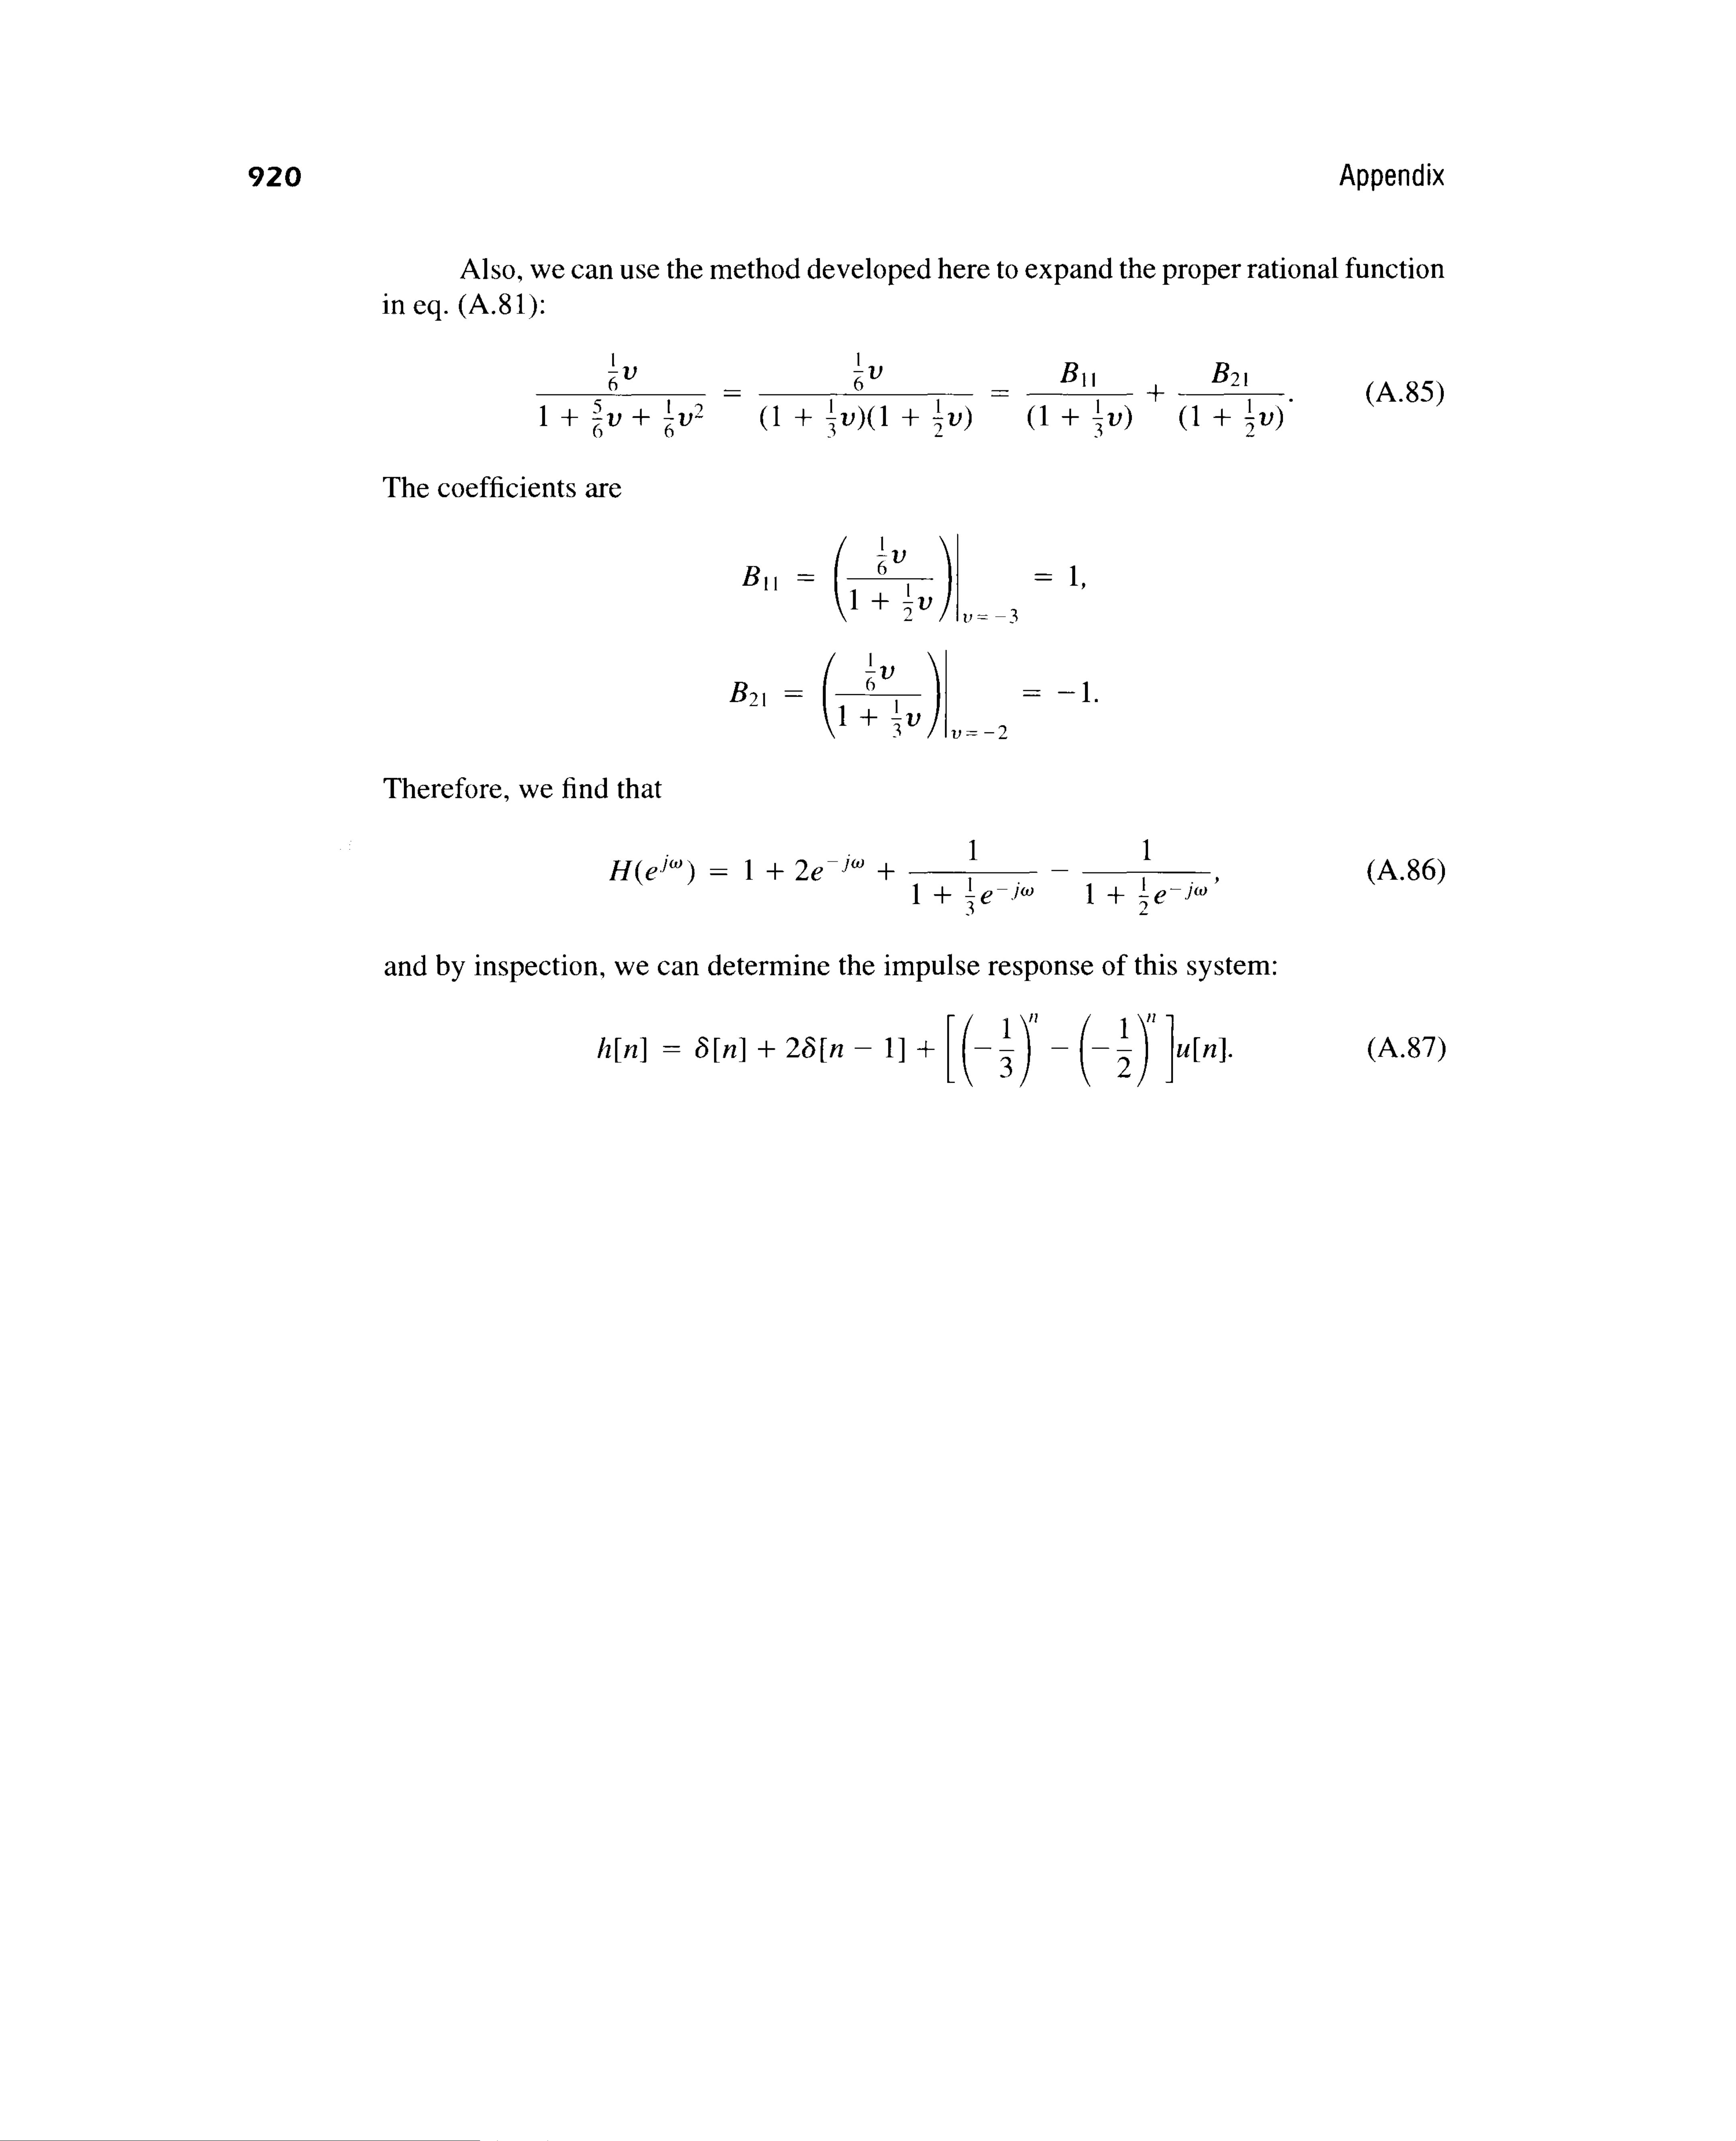 920 Appendix
Also, we can use the method developed here to expand the proper rational function
in eq. (A.81):
\frac{\frac{1}{6}v}{1 + \frac{5}{6}v + \frac{1}{6}v^2} = \frac{\frac{1}{6}v}{(1 + \frac{1}{3}v)(1 + \frac{1}{2}v)} = \frac{B_{11}}{(1 + \frac{1}{3}v)} + \frac{B_{21}}{(1 + \frac{1}{2}v)}. (A.85)
The coefficients are
B_{11} = \left(\frac{\frac{1}{6}v}{1 + \frac{1}{2}v}\right)\bigg|_{v=-3} = 1,
B_{21} = \left(\frac{\frac{1}{6}v}{1 + \frac{1}{3}v}\right)\bigg|_{v=-2} = -1.
Therefore, we find that
H(e^{j\omega}) = 1 + 2e^{-j\omega} + \frac{1}{1 + \frac{1}{3}e^{-j\omega}} - \frac{1}{1 + \frac{1}{2}e^{-j\omega}}, (A.86)
and by inspection, we can determine the impulse response of this system:
h[n] = \delta[n] + 2\delta[n - 1] + \left[\left(-\frac{1}{3}\right)^n - \left(-\frac{1}{2}\right)^n\right]u[n]. (A.87)